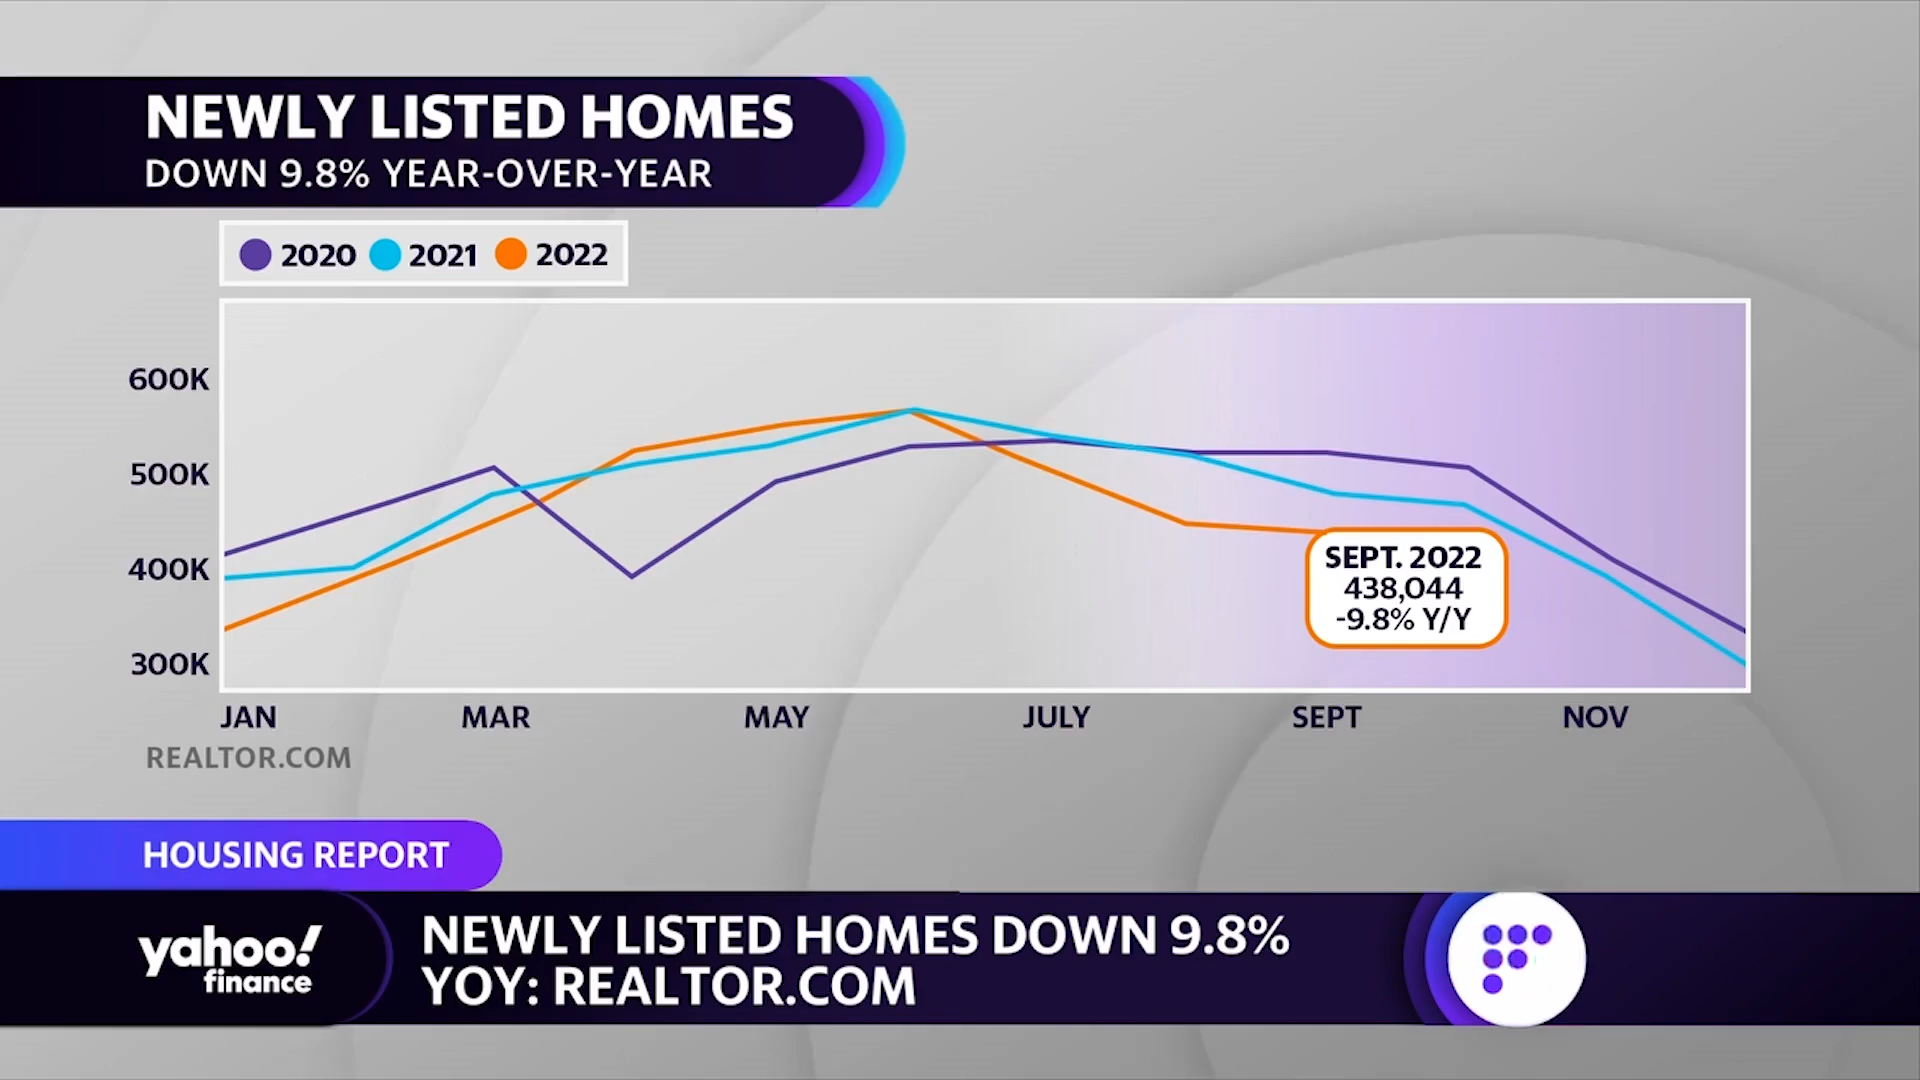 NEWLY LISTED HOMES
DOWN 9.8% YEAR-OVER-YEAR
2020 2021 2022
600K
500K
400K
300K
SEPT. 2022
438,044
-9.8% Y/Y
JAN MAR MAY JULY SEPT NOV
REALTOR.COM
HOUSING REPORT
yahoo!
finance
NEWLY LISTED HOMES DOWN 9.8%
YOY: REALTOR.COM